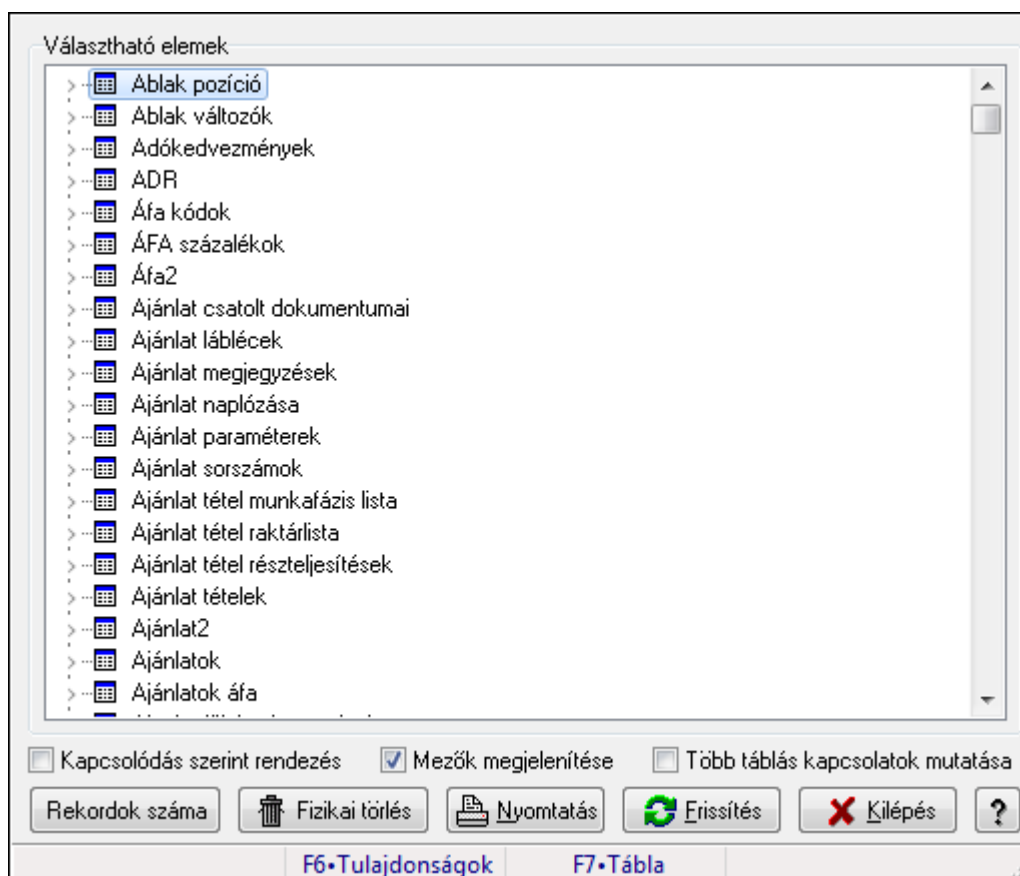 Választható elemek
Ablak pozíció
Ablak változók
Adókedvezmények
ADR
Áfa kódok
ÁFA százalékok
Áfa2
Ajánlat csatolt dokumentumai
Ajánlat láblécek
Ajánlat megjegyzések
Ajánlat naplózása
Ajánlat paraméterek
Ajánlat sorszámok
Ajánlat tétel munkafázis lista
Ajánlat tétel raktárlista
Ajánlat tétel részteljesítések
Ajánlat tételek
Ajánlat2
Ajánlatok
Ajánlatok áfa
Kapcsolódás szerint rendezés Mezők megjelenítése Több táblás kapcsolatok mutatása
Rekordok száma Fizikai törlés Nyomtatás Frissítés Kilépés ?
F6•Tulajdonságok F7•Tábla